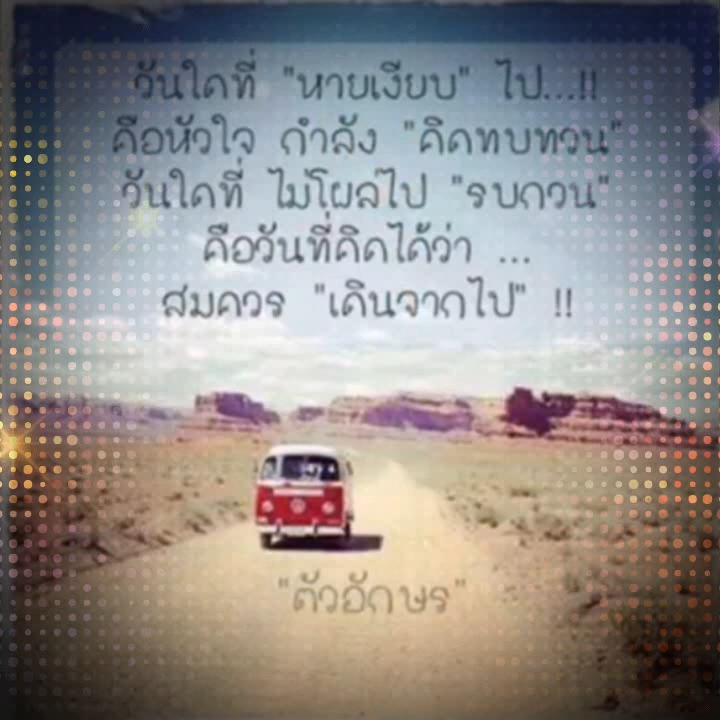 วันใดที่ "หายเงียบ" ไป...!!
คือหัวใจ กำลัง "คิดทบทวน"
วันใดที่ ไม่โผล่ไป "รบกวน"
คือวันที่คิดได้ว่า ...
สมควร "เดินจากไป" !!
"ตัวอักษร"